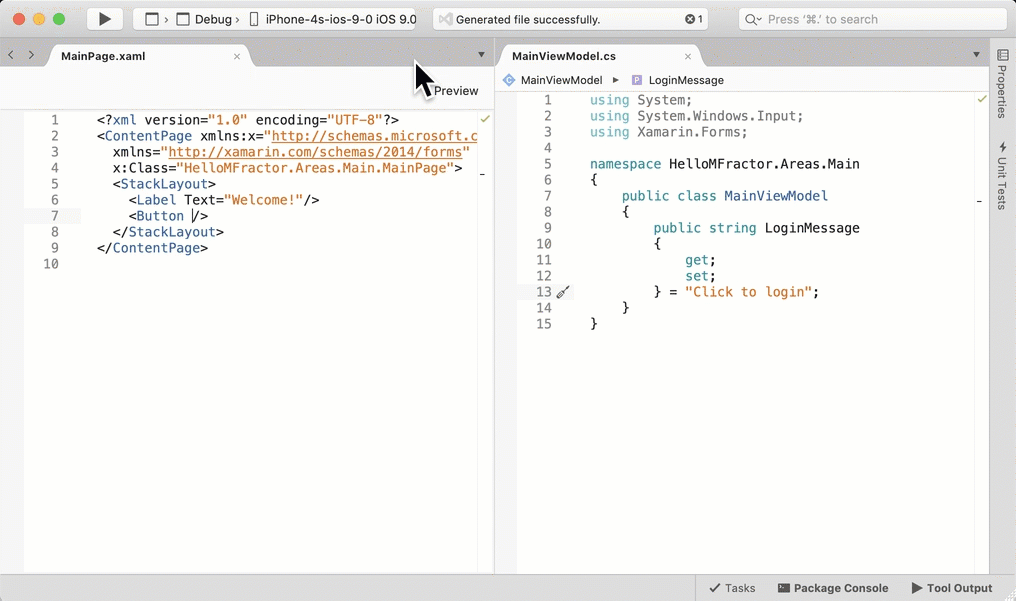 Debug › iPhone-4s-ios-9-0 iOS 9.0
Generated file successfully.
1
Press '⌘.' to search
MainPage.xaml
Preview
1 <?xml version="1.0" encoding="UTF-8"?>
2 <ContentPage xmlns:x="http://schemas.microsoft.c
3 xmlns="http://xamarin.com/schemas/2014/forms"
4 x:Class="HelloMFractor.Areas.Main.MainPage">
5 <StackLayout>
6 <Label Text="Welcome!"/>
7 <Button />
8 </StackLayout>
9 </ContentPage>
10
MainViewModel.cs
C MainViewModel ▸ P LoginMessage
1 using System;
2 using System.Windows.Input;
3 using Xamarin.Forms;
4
5 namespace HelloMFractor.Areas.Main
6 {
7 public class MainViewModel
8 {
9 public string LoginMessage
10 {
11 get;
12 set;
13 } = "Click to login";
14 }
15 }
Properties
Unit Tests
Tasks
Package Console
Tool Output